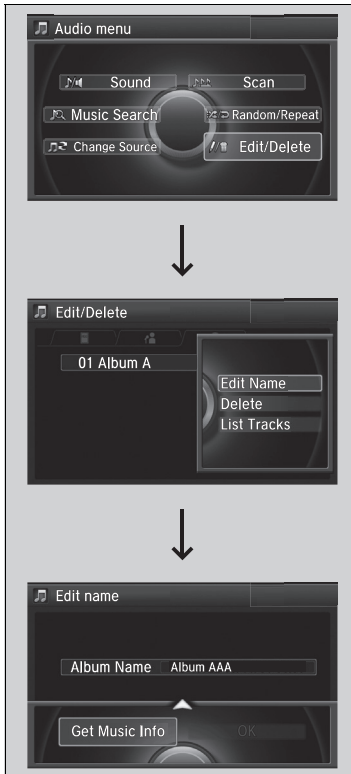 Audio menu
Sound
Scan
Music Search
Random/Repeat
Change Source
Edit/Delete
Edit/Delete
01 Album A
Edit Name
Delete
List Tracks
Edit name
Album Name Album AAA
Get Music Info
OK